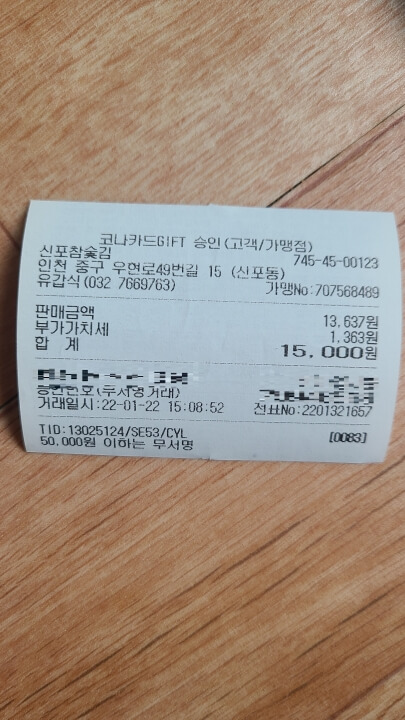 코나카드GIFT 승인(고객/가맹점)
신포참숯김 745-45-00123
인천 중구 우현로49번길 15 (신포동)
유갑식(032 7669763) 가맹No:707568489
판매금액 13,637원
부가가치세 1,363원
합 계 15,000원
승인번호(무서명거래)
거래일시:22-01-22 15:08:52 전표No:2201321657
TID:13025124/SE53/CYL [0083]
50,000원 이하는 무서명